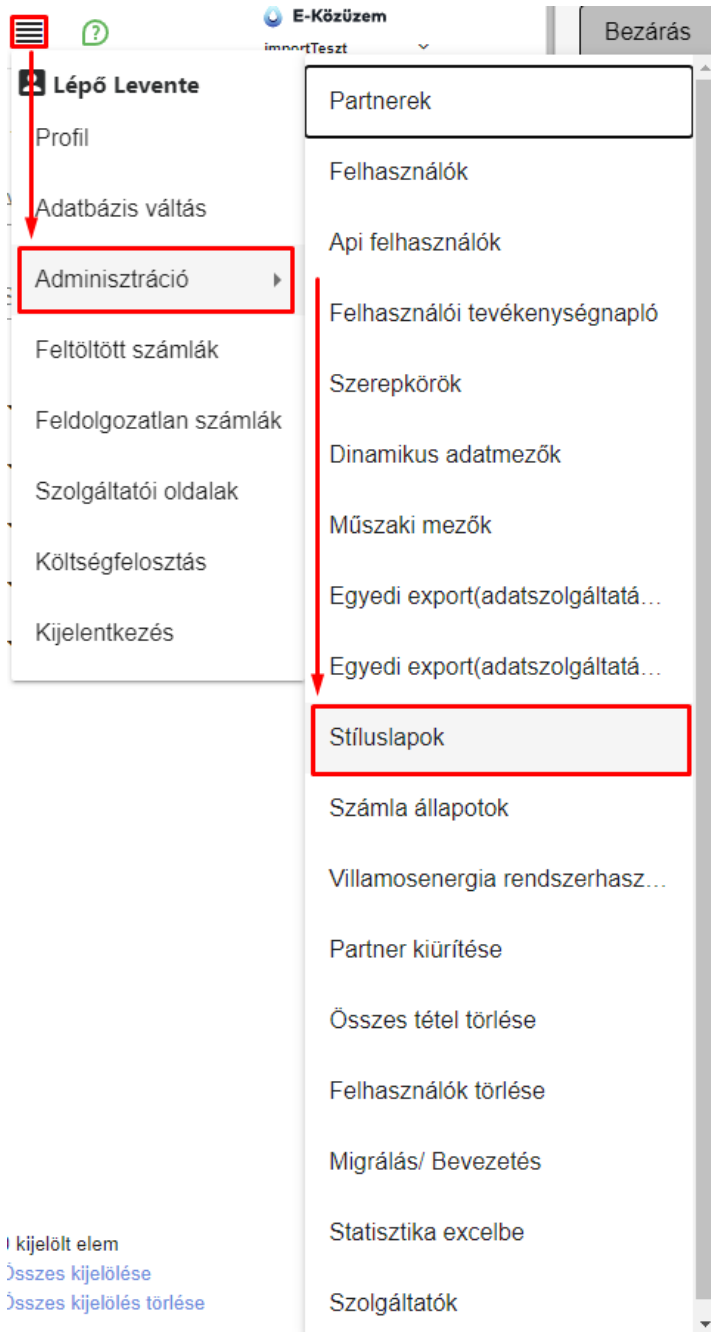 E-Közüzem
importTeszt
Bezárás
Lépő Levente
Profil
Adatbázis váltás
Adminisztráció
Feltöltött számlák
Feldolgozatlan számlák
Szolgáltatói oldalak
Költségfelosztás
Kijelentkezés
Partnerek
Felhasználók
Api felhasználók
Felhasználói tevékenységnapló
Szerepkörök
Dinamikus adatmezők
Műszaki mezők
Egyedi export(adatszolgáltatá...
Egyedi export(adatszolgáltatá...
Stíluslapok
Számla állapotok
Villamosenergia rendszerhasz...
Partner kiürítése
Összes tétel törlése
Felhasználók törlése
Migrálás/ Bevezetés
Statisztika excelbe
Szolgáltatók
kijelölt elem
Összes kijelölése
Összes kijelölés törlése